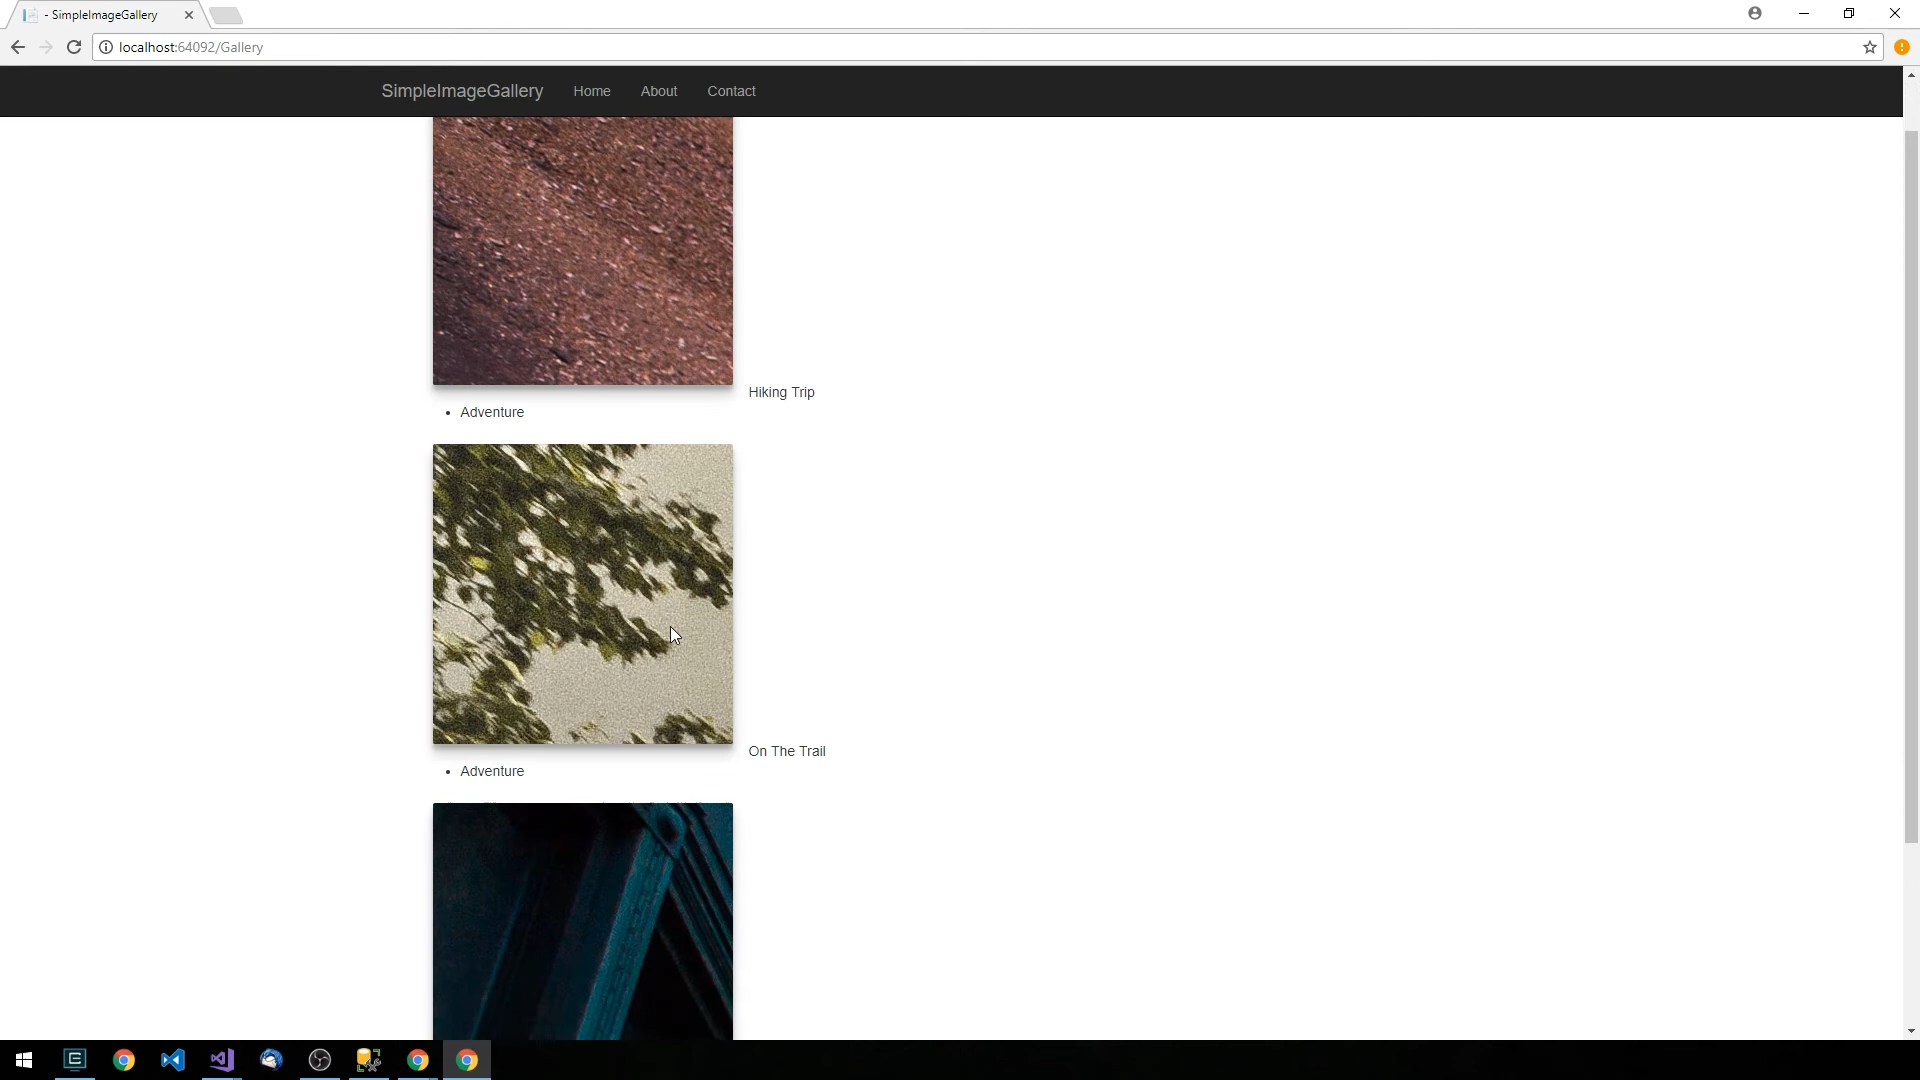 - SimpleImageGallery
localhost:64092/Gallery
SimpleImageGallery Home About Contact
Hiking Trip
• Adventure
On The Trail
• Adventure